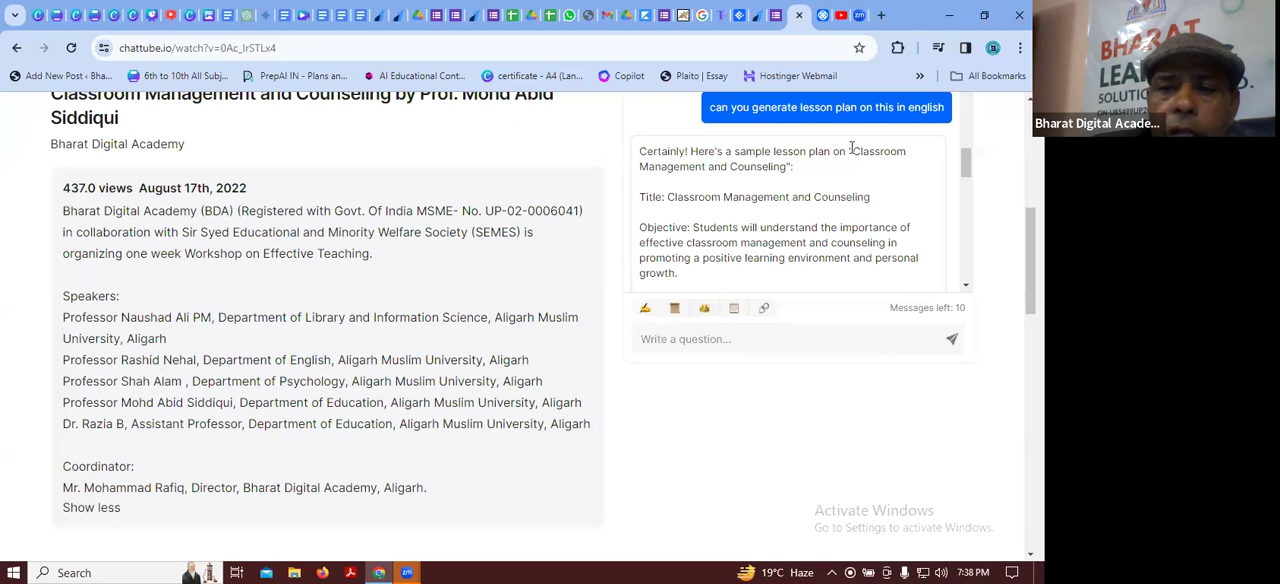 chattube.io/watch?v=0Ac_IrSTLx4
Add New Post ‹ Bha...
6th to 10th All Subj...
PrepAI IN - Plans an...
AI Educational Cont...
certificate - A4 (Lan...
Copilot
Plaito | Essay
Hostinger Webmail
»
All Bookmarks
Classroom Management and Counseling by Prof. Mohd Abid
Siddiqui
Bharat Digital Academy
437.0 views August 17th, 2022
Bharat Digital Academy (BDA) (Registered with Govt. Of India MSME- No. UP-02-0006041)
in collaboration with Sir Syed Educational and Minority Welfare Society (SEMES) is
organizing one week Workshop on Effective Teaching.
Speakers:
Professor Naushad Ali PM, Department of Library and Information Science, Aligarh Muslim
University, Aligarh
Professor Rashid Nehal, Department of English, Aligarh Muslim University, Aligarh
Professor Shah Alam , Department of Psychology, Aligarh Muslim University, Aligarh
Professor Mohd Abid Siddiqui, Department of Education, Aligarh Muslim University, Aligarh
Dr. Razia B, Assistant Professor, Department of Education, Aligarh Muslim University, Aligarh
Coordinator:
Mr. Mohammad Rafiq, Director, Bharat Digital Academy, Aligarh.
Show less
can you generate lesson plan on this in english
Certainly! Here's a sample lesson plan on "Classroom
Management and Counseling":
Title: Classroom Management and Counseling
Objective: Students will understand the importance of
effective classroom management and counseling in
promoting a positive learning environment and personal
growth.
Messages left: 10
Write a question...
Activate Windows
Go to Settings to activate Windows.
Search
19°C Haze
7:38 PM
BHARAT
LEA
SOLUTIO
Bharat Digital Acade...